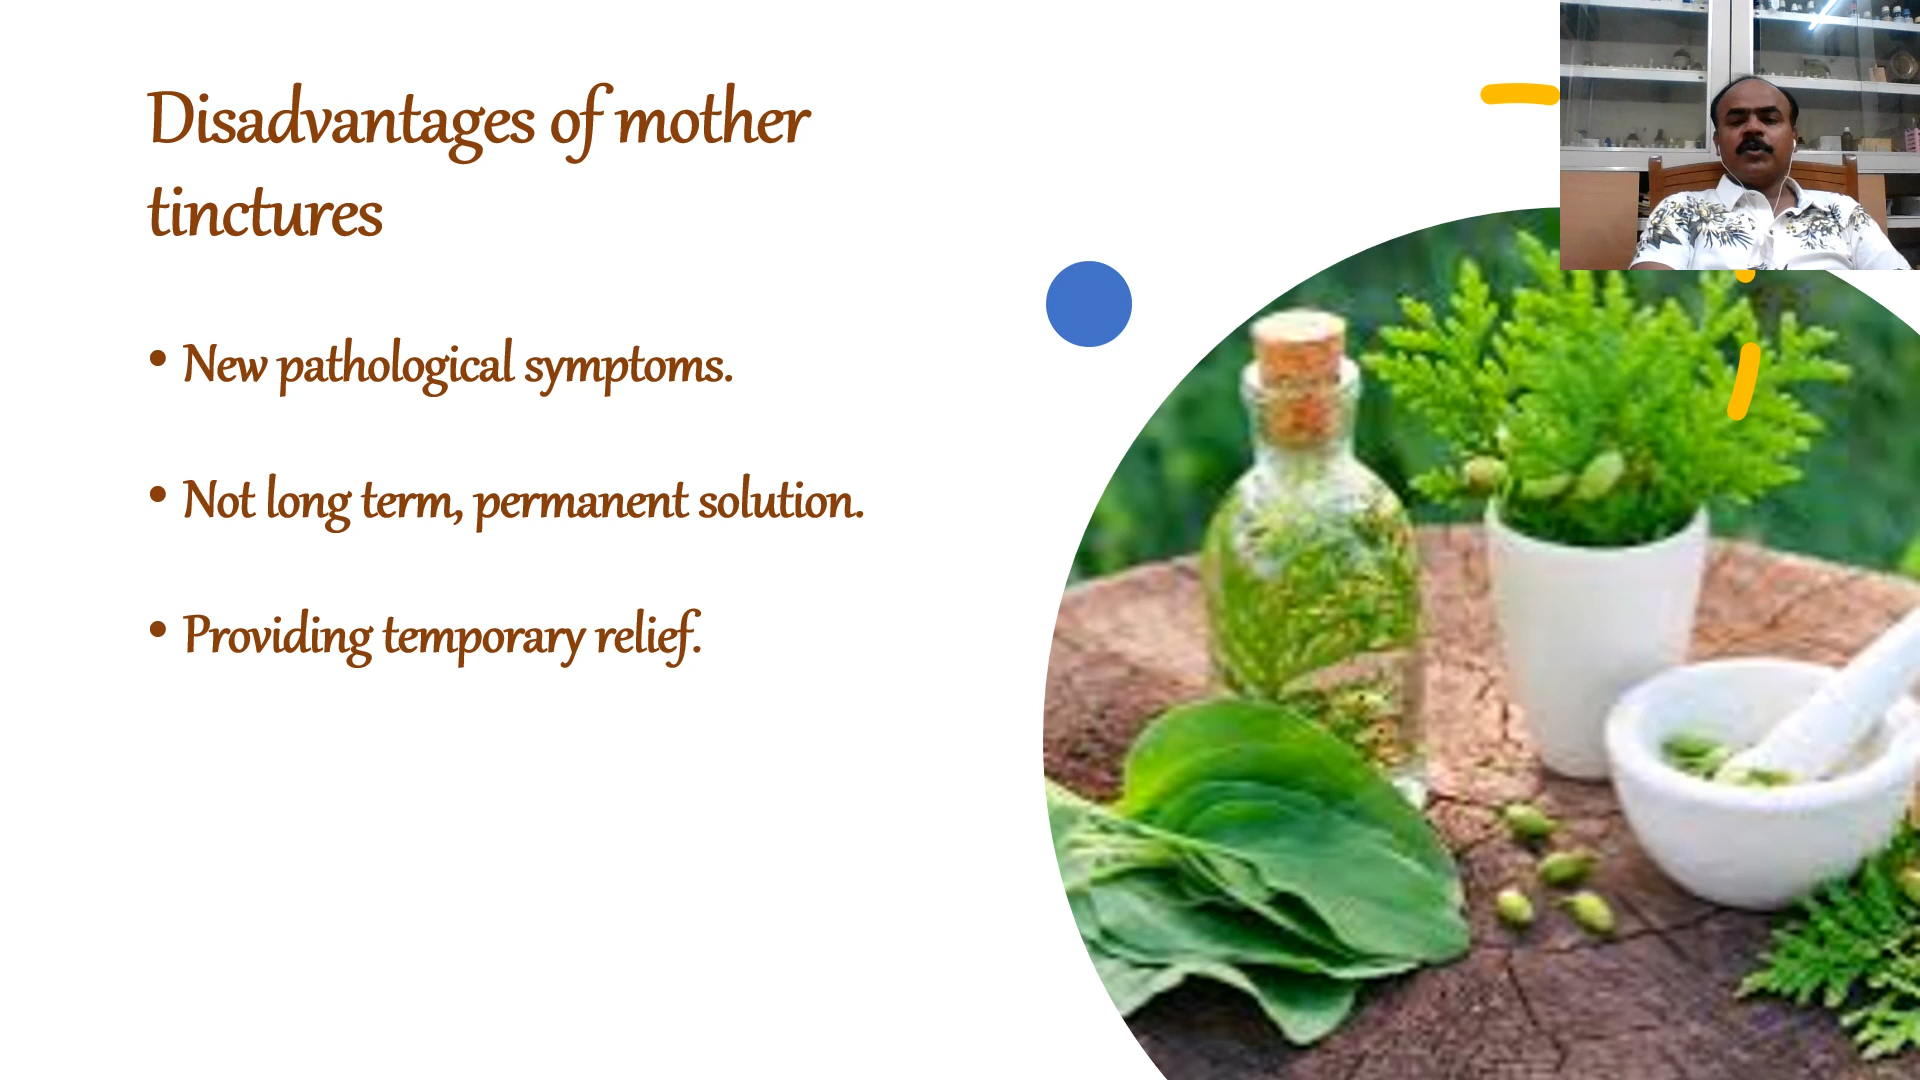 Disadvantages of mother
tinctures
• New pathological symptoms.
• Not long term, permanent solution.
• Providing temporary relief.